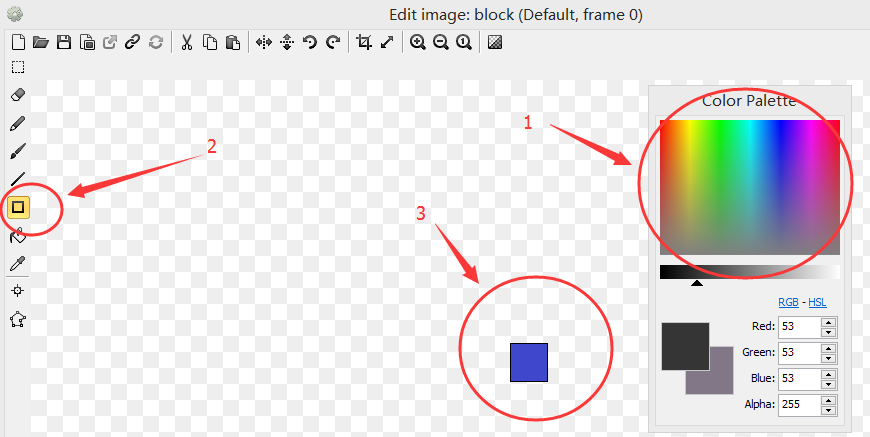 Edit image: block (Default, frame 0)
1
Color Palette
2
3
RGB - HSL
Red: 53
Green: 53
Blue: 53
Alpha: 255